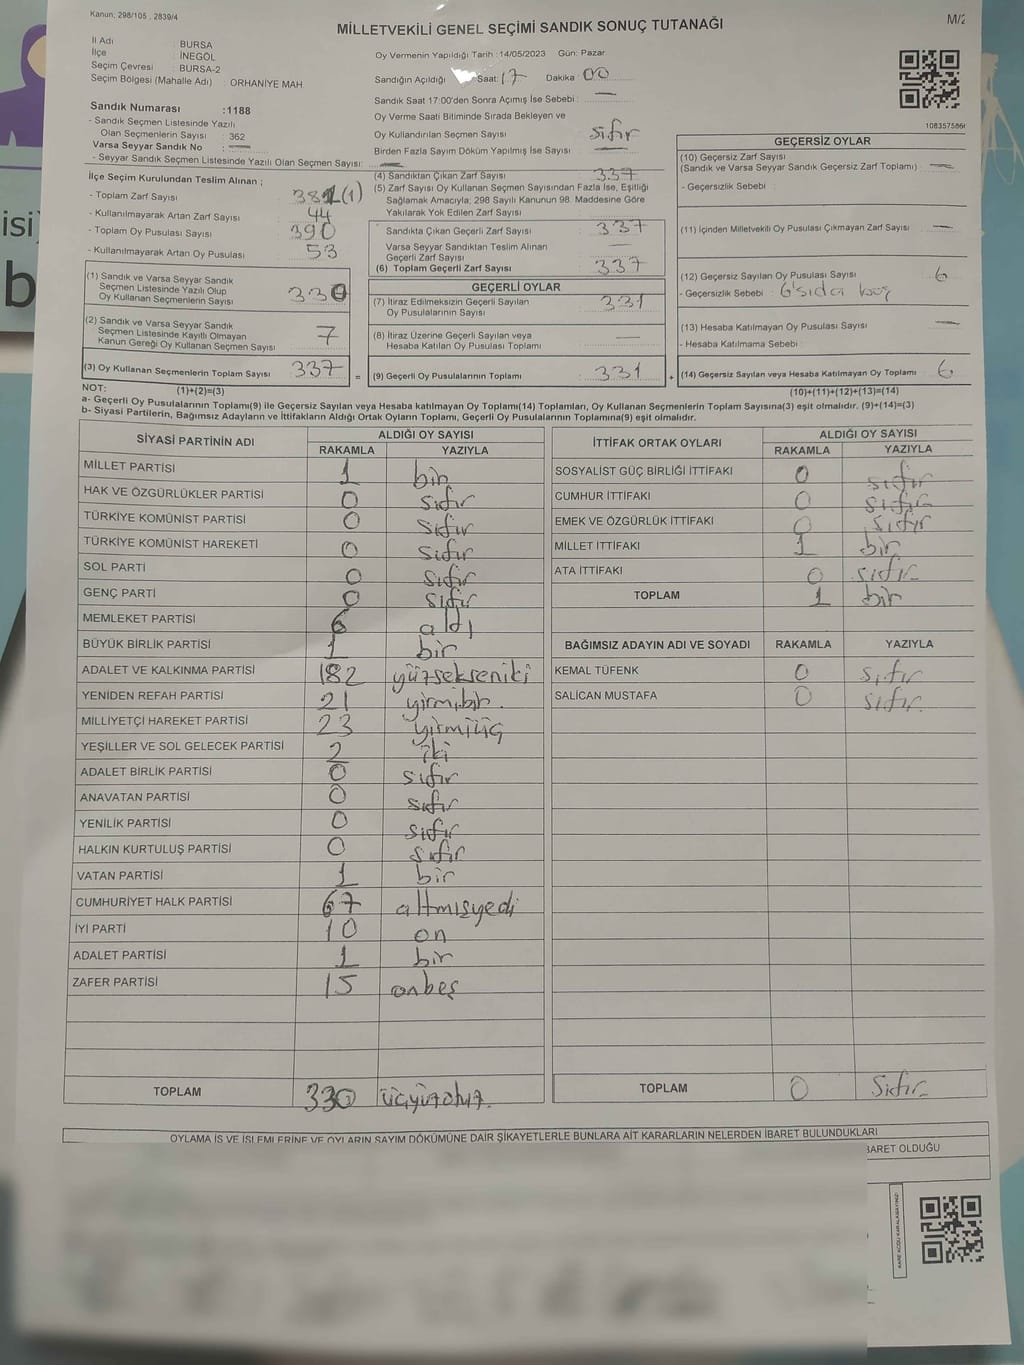 Kanun; 298/105 , 2839/4
M/2
MİLLETVEKİLİ GENEL SEÇİMİ SANDIK SONUÇ TUTANAĞI
İl Adı : BURSA
İlçe : İNEGÖL
Seçim Çevresi : BURSA-2
Seçim Bölgesi (Mahalle Adı) : ORHANİYE MAH.
Sandık Numarası :1188
- Sandık Seçmen Listesinde Yazılı
Olan Seçmenlerin Sayısı : 362
Varsa Seyyar Sandık No : —
- Seyyar Sandık Seçmen Listesinde Yazılı Olan Seçmen Sayısı: —
Oy Vermenin Yapıldığı Tarih :14/05/2023 Gün: Pazar
Sandığın Açıldığı Saat: 17 Dakika 00
Sandık Saat 17:00'den Sonra Açımış İse Sebebi : —
Oy Verme Saati Bitiminde Sırada Bekleyen ve
Oy Kullandırılan Seçmen Sayısı sıfır
Birden Fazla Sayım Döküm Yapılmış İse Sayısı —
İlçe Seçim Kurulundan Teslim Alınan ;
- Toplam Zarf Sayısı
- Kullanılmayarak Artan Zarf Sayısı 44
- Toplam Oy Pusulası Sayısı 390
- Kullanılmayarak Artan Oy Pusulası 53
(1) Sandık ve Varsa Seyyar Sandık
Seçmen Listesinde Yazılı Olup
Oy Kullanan Seçmenlerin Sayısı 330
(2) Sandık ve Varsa Seyyar Sandık
Seçmen Listesinde Kayıtlı Olmayan
Kanun Gereği Oy Kullanan Seçmen Sayısı 7
(3) Oy Kullanan Seçmenlerin Toplam Sayısı 337 =
(4) Sandıktan Çıkan Zarf Sayısı 337
(5) Zarf Sayısı Oy Kullanan Seçmen Sayısından Fazla İse, Eşitliği
Sağlamak Amacıyla; 298 Sayılı Kanunun 98. Maddesine Göre
Yakılarak Yok Edilen Zarf Sayısı
Sandıkta Çıkan Geçerli Zarf Sayısı 337
Varsa Seyyar Sandıktan Teslim Alınan
Geçerli Zarf Sayısı —
(6) Toplam Geçerli Zarf Sayısı 337
GEÇERLİ OYLAR
(7) İtiraz Edilmeksizin Geçerli Sayılan
Oy Pusulalarının Sayısı 331
(8) İtiraz Üzerine Geçerli Sayılan veya
Hesaba Katılan Oy Pusulası Toplamı —
(9) Geçerli Oy Pusulalarının Toplamı 331 +
1083575866
GEÇERSİZ OYLAR
(10) Geçersiz Zarf Sayısı
(Sandık ve Varsa Seyyar Sandık Geçersiz Zarf Toplamı) —
- Geçersizlik Sebebi :
(11) İçinden Milletvekili Oy Pusulası Çıkmayan Zarf Sayısı —
(12) Geçersiz Sayılan Oy Pusulası Sayısı 6
- Geçersizlik Sebebi : 6'sıda boş
(13) Hesaba Katılmayan Oy Pusulası Sayısı —
- Hesaba Katılmama Sebebi :
(14) Geçersiz Sayılan veya Hesaba Katılmayan Oy Toplamı 6
NOT: (1)+(2)=(3) (10)+(11)+(12)+(13)=(14)
a- Geçerli Oy Pusulalarının Toplamı(9) ile Geçersiz Sayılan veya Hesaba katılmayan Oy Toplamı(14) Toplamları, Oy Kullanan Seçmenlerin Toplam Sayısına(3) eşit olmalıdır. (9)+(14)=(3)
b- Siyasi Partilerin, Bağımsız Adayların ve İttifakların Aldığı Ortak Oyların Toplamı, Geçerli Oy Pusulalarının Toplamına(9) eşit olmalıdır.
SİYASİ PARTİNİN ADI ALDIĞI OY SAYISI
RAKAMLA YAZIYLA
MİLLET PARTİSİ 1 bir
HAK VE ÖZGÜRLÜKLER PARTİSİ 0 sıfır
TÜRKİYE KOMÜNİST PARTİSİ 0 sıfır
TÜRKİYE KOMÜNİST HAREKETİ 0 sıfır
SOL PARTİ 0 sıfır
GENÇ PARTİ 0 sıfır
MEMLEKET PARTİSİ 6 aldı
BÜYÜK BİRLİK PARTİSİ 1 bir
ADALET VE KALKINMA PARTİSİ 182 yüzsekseniki
YENİDEN REFAH PARTİSİ 21 yirmibir.
MİLLİYETÇİ HAREKET PARTİSİ 23 yirmiüç
YEŞİLLER VE SOL GELECEK PARTİSİ 2 iki
ADALET BİRLİK PARTİSİ 0 sıfır
ANAVATAN PARTİSİ 0 sıfır
YENİLİK PARTİSİ 0 sıfır
HALKIN KURTULUŞ PARTİSİ 0 sıfır
VATAN PARTİSİ 1 bir
CUMHURİYET HALK PARTİSİ 67 altmışyedi
İYİ PARTİ 10 on
ADALET PARTİSİ 1 bir
ZAFER PARTİSİ 15 onbeş
TOPLAM 330 üçyüzotuz.
İTTİFAK ORTAK OYLARI ALDIĞI OY SAYISI
RAKAMLA YAZIYLA
SOSYALİST GÜÇ BİRLİĞİ İTTİFAKI 0 sıfır
CUMHUR İTTİFAKI 0 sıfır
EMEK VE ÖZGÜRLÜK İTTİFAKI 0 sıfır
MİLLET İTTİFAKI 1 bir
ATA İTTİFAKI 0 sıfır
TOPLAM 1 bir
BAĞIMSIZ ADAYIN ADI VE SOYADI RAKAMLA YAZIYLA
KEMAL TÜFENK 0 sıfır
SALİCAN MUSTAFA 0 sıfır
TOPLAM 0 Sıfır
OYLAMA İŞ VE İŞLEMLERİNE VE OYLARIN SAYIM DÖKÜMÜNE DAİR ŞİKAYETLERLE BUNLARA AİT KARARLARIN NELERDEN İBARET BULUNDUKLARI
BARET OLDUĞU
isi)
b